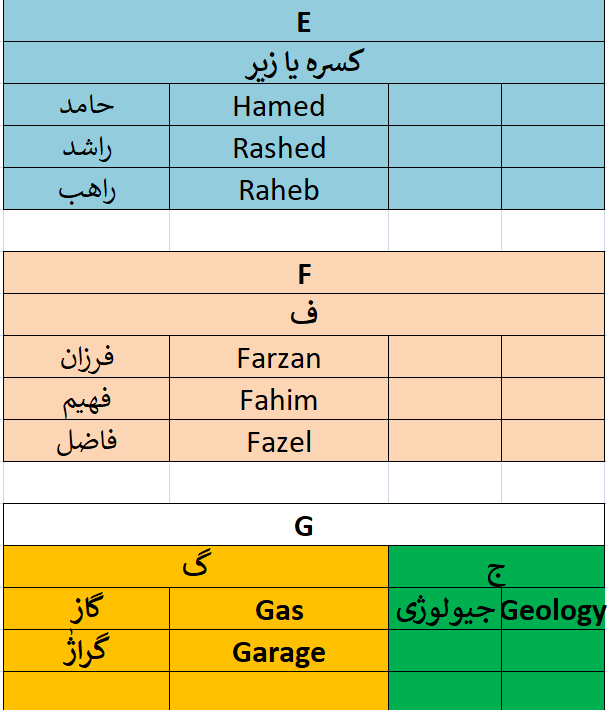 E
کسره یا زیر
حامد Hamed
راشد Rashed
راهب Raheb
F
ف
فرزان Farzan
فهیم Fahim
فاضل Fazel
G
گ ج
گاز Gas جیولوژی Geology
گراژ Garage